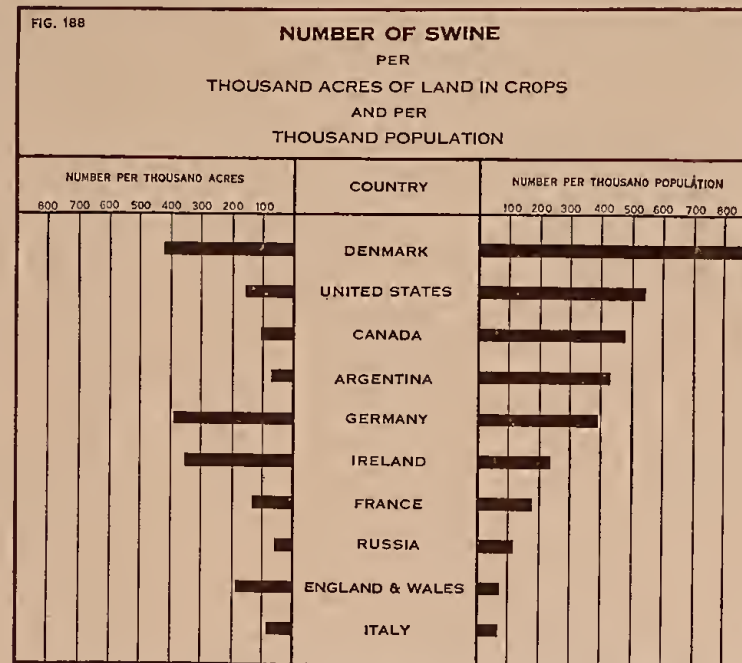 FIG. 188
NUMBER OF SWINE
PER
THOUSAND ACRES OF LAND IN CROPS
AND PER
THOUSAND POPULATION
NUMBER PER THOUSAND ACRES
COUNTRY
NUMBER PER THOUSAND POPULATION
800 700 600 500 400 300 200 100
100 200 300 400 500 600 700 800
DENMARK
UNITED STATES
CANADA
ARGENTINA
GERMANY
IRELAND
FRANCE
RUSSIA
ENGLAND & WALES
ITALY